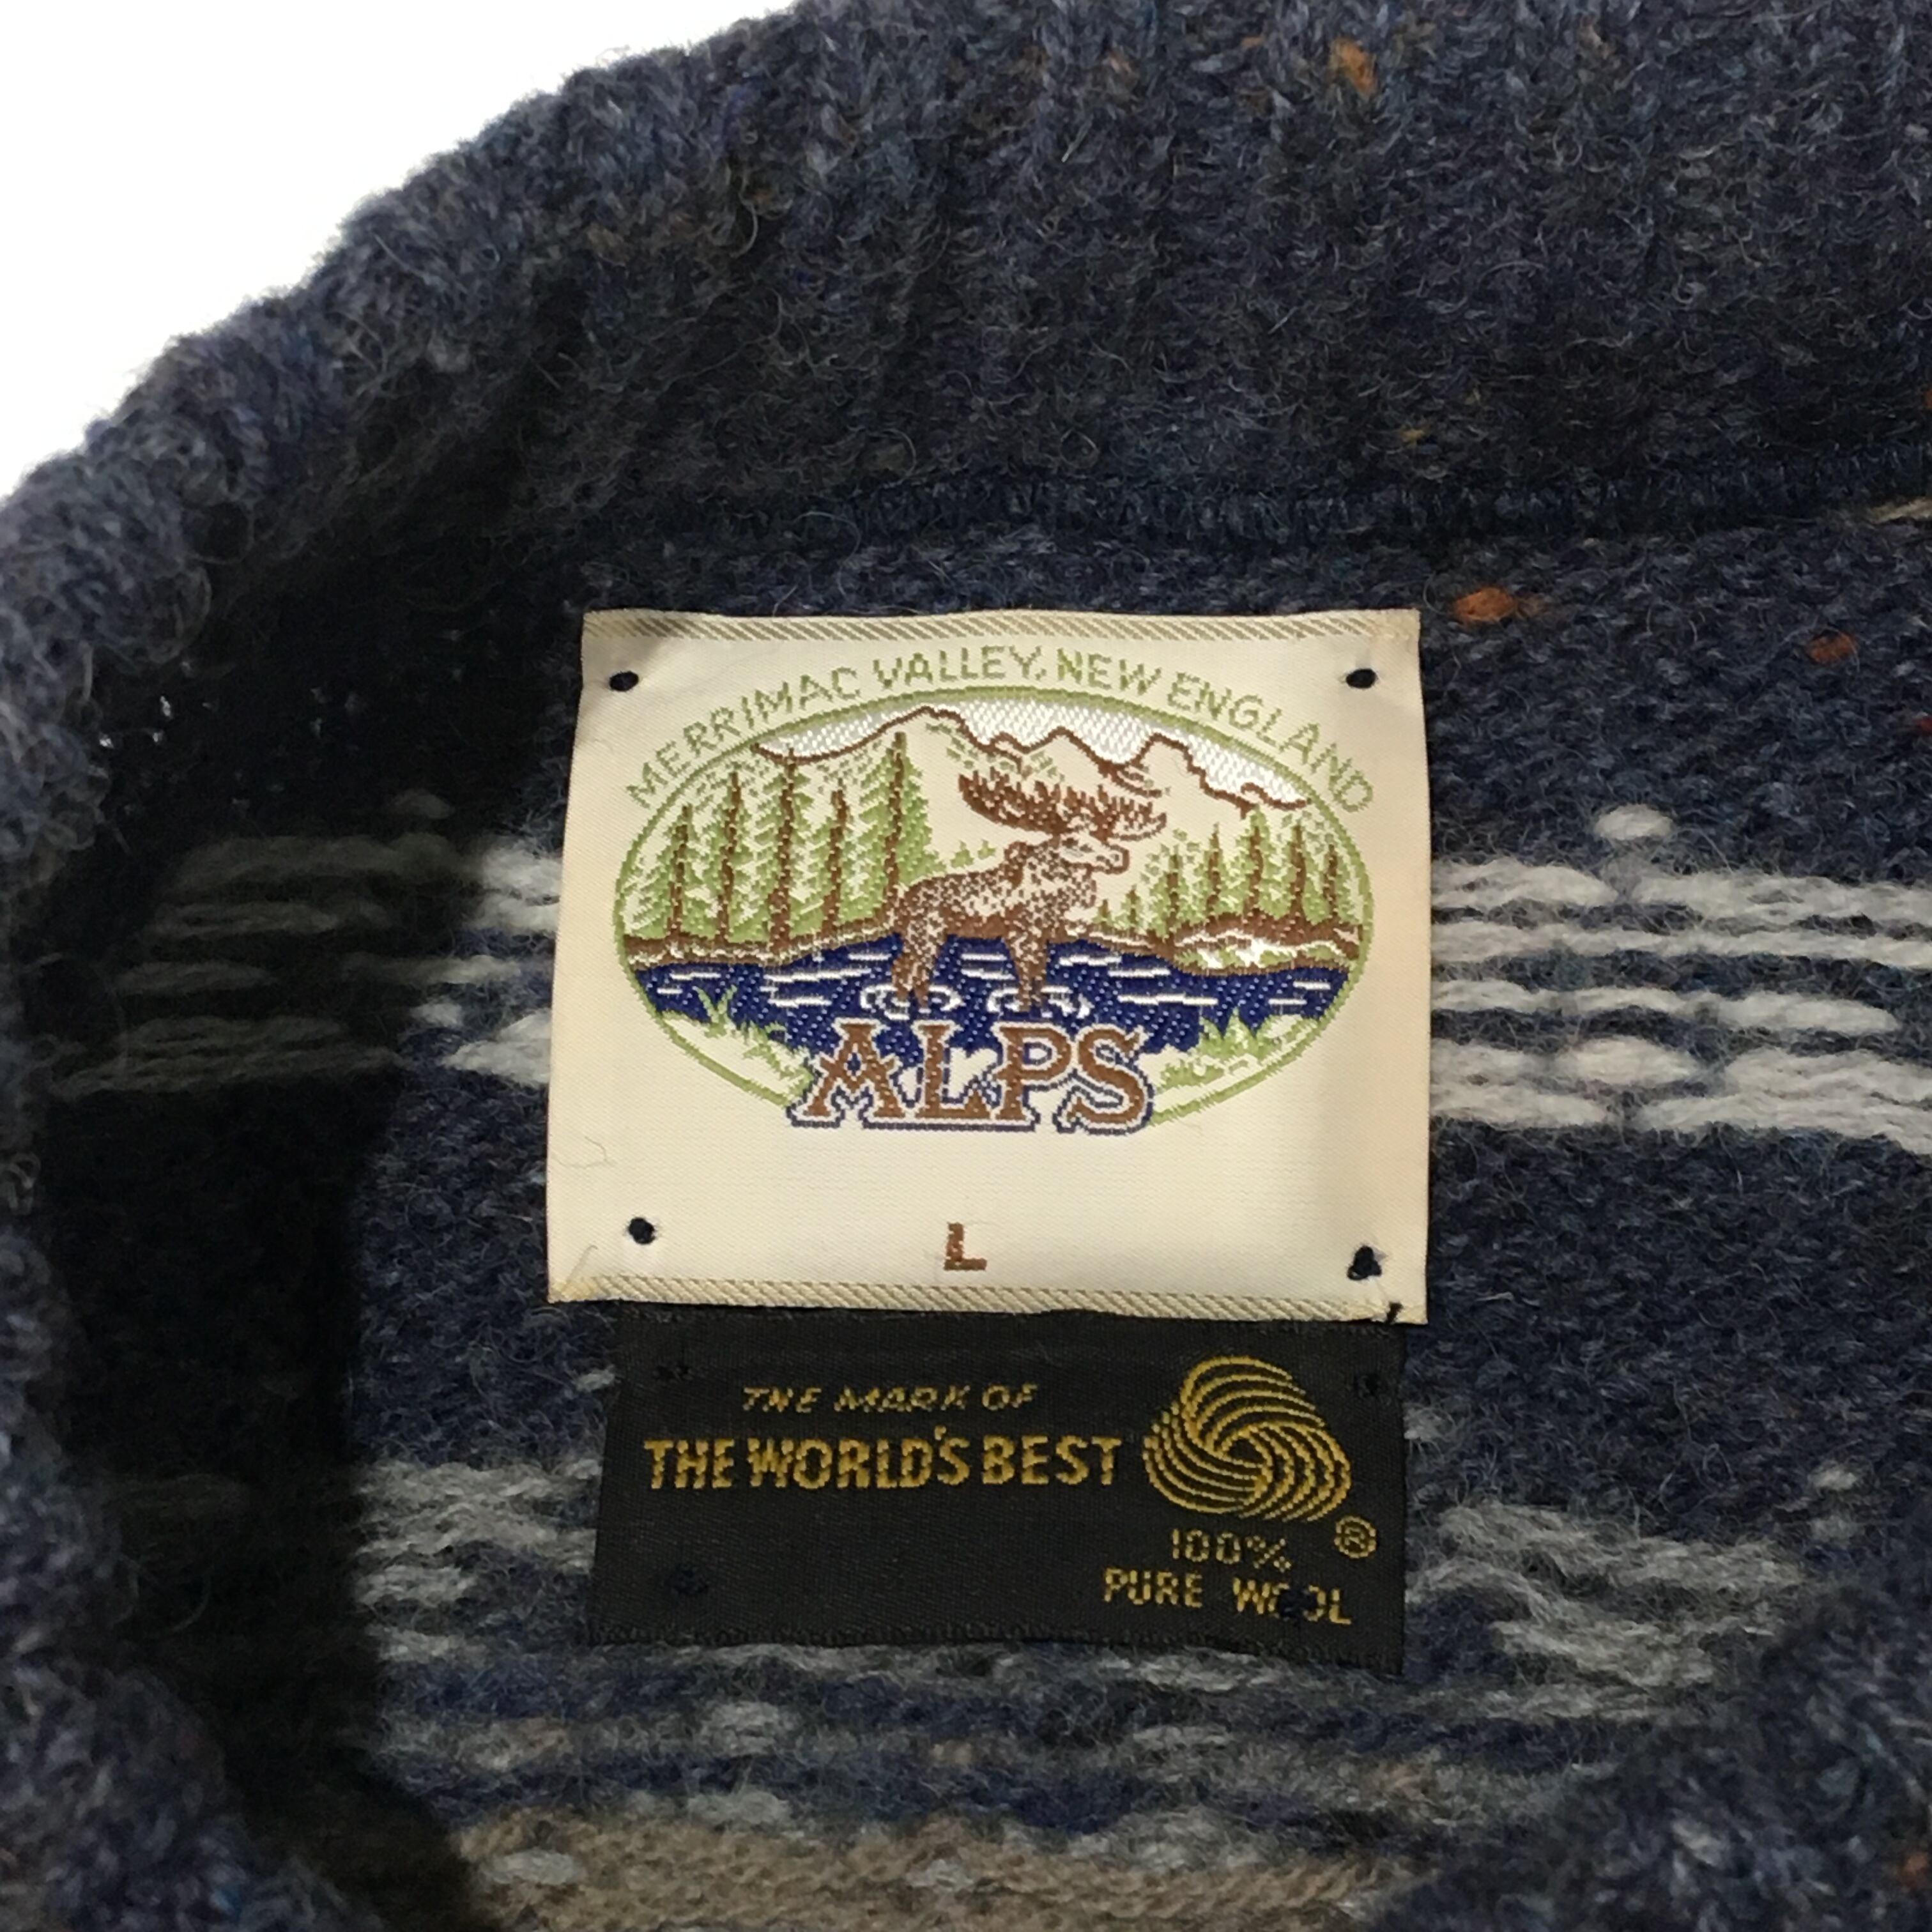 MERRIMAC VALLEY, NEW ENGLAND
ALPS
L
THE MARK OF
THE WORLD'S BEST
®
100%
PURE WOOL